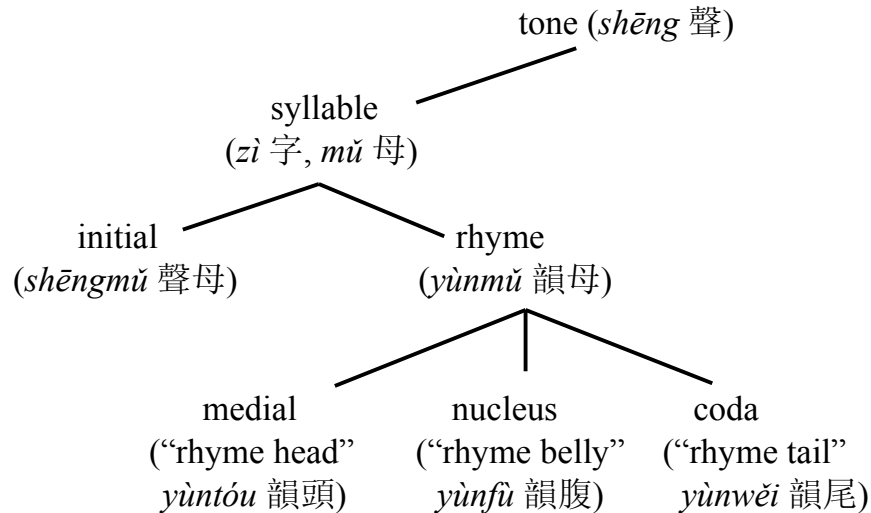 tone (shēng 聲)
syllable
(zì 字, mǔ 母)
initial
(shēngmǔ 聲母)
rhyme
(yùnmǔ 韻母)
medial
(“rhyme head”
yùntóu 韻頭)
nucleus
(“rhyme belly”
yùnfù 韻腹)
coda
(“rhyme tail”
yùnwěi 韻尾)